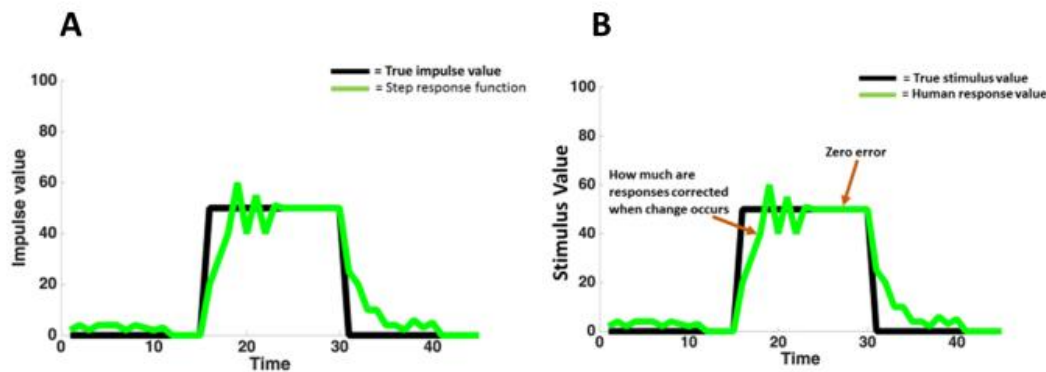 A
= True impulse value
= Step response function
100
80
60
40
20
0
Impulse value
0
10
20
30
40
Time
B
= True stimulus value
= Human response value
100
80
60
40
20
0
Stimulus Value
Zero error
How much are
responses corrected
when change occurs
0
10
20
30
40
Time